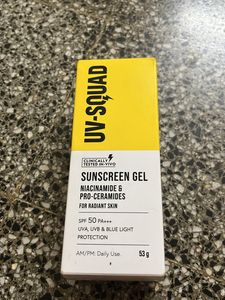 UV-SQUAD
CLINICALLY
TESTED IN-VIVO
SUNSCREEN GEL
NIACINAMIDE &
PRO-CERAMIDES
FOR RADIANT SKIN
SPF 50 PA+++
UVA, UVB & BLUE LIGHT
PROTECTION
AM/PM: Daily Use.
53 g